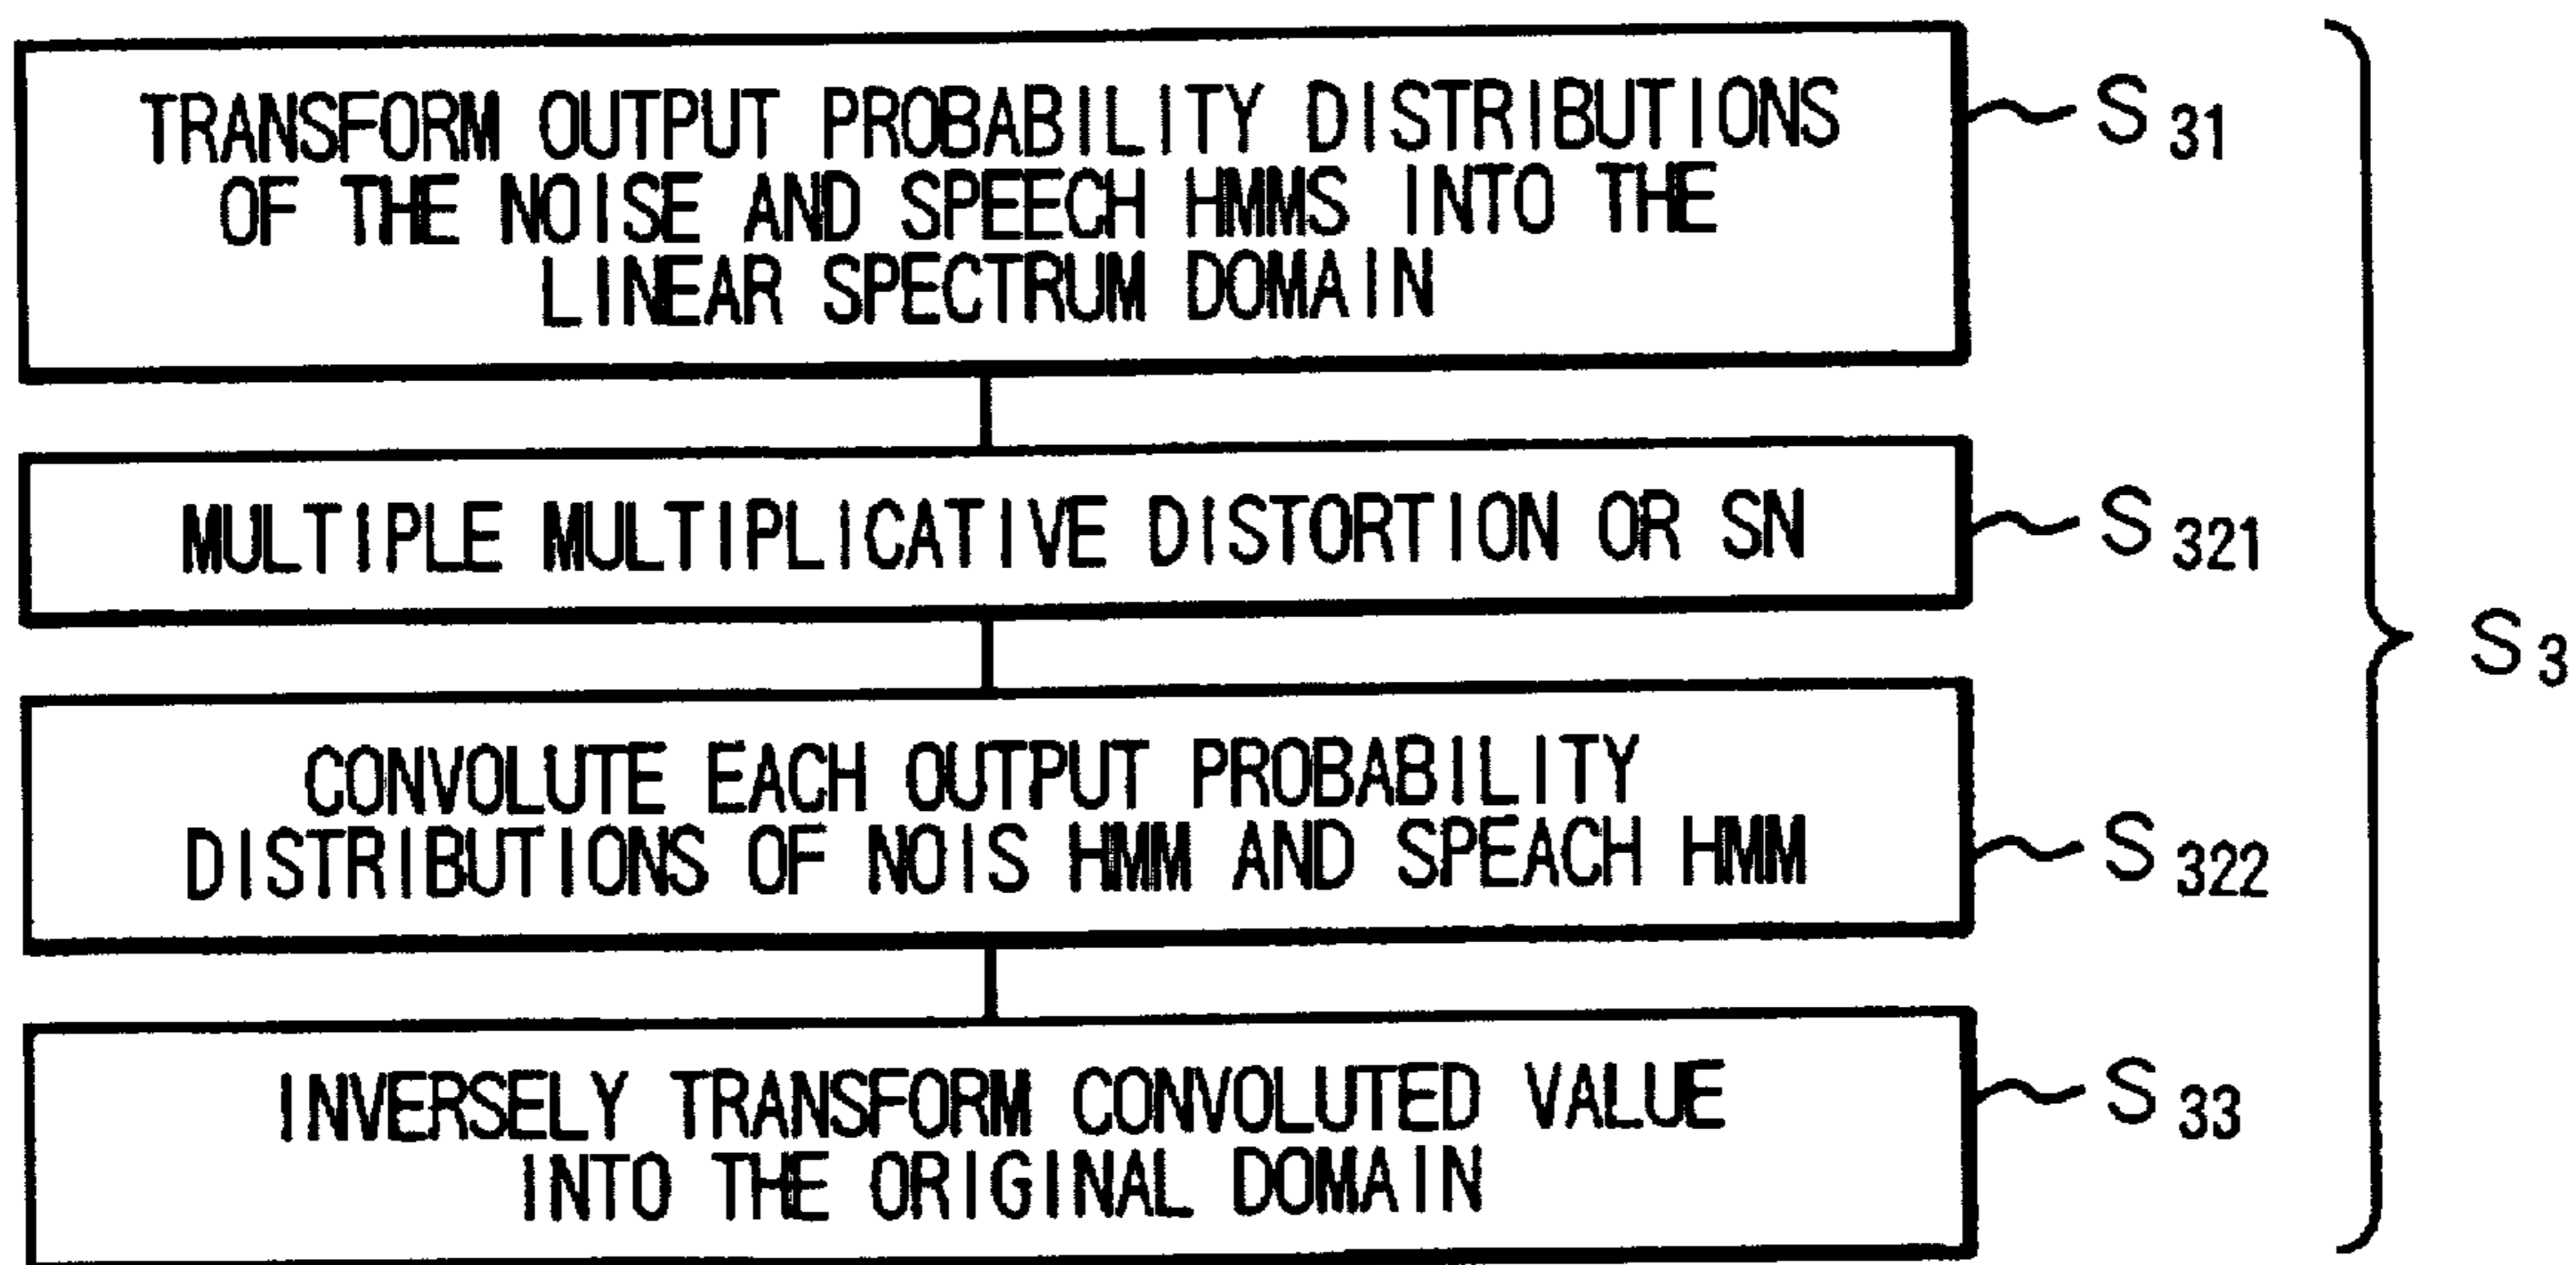 TRANSFORM OUTPUT PROBABILITY DISTRIBUTIONS
OF THE NOISE AND SPEECH HMMS INTO THE
LINEAR SPECTRUM DOMAIN
S31
MULTIPLE MULTIPLICATIVE DISTORTION OR SN
S321
CONVOLUTE EACH OUTPUT PROBABILITY
DISTRIBUTIONS OF NOIS HMM AND SPEACH HMM
S322
INVERSELY TRANSFORM CONVOLUTED VALUE
INTO THE ORIGINAL DOMAIN
S33
S3